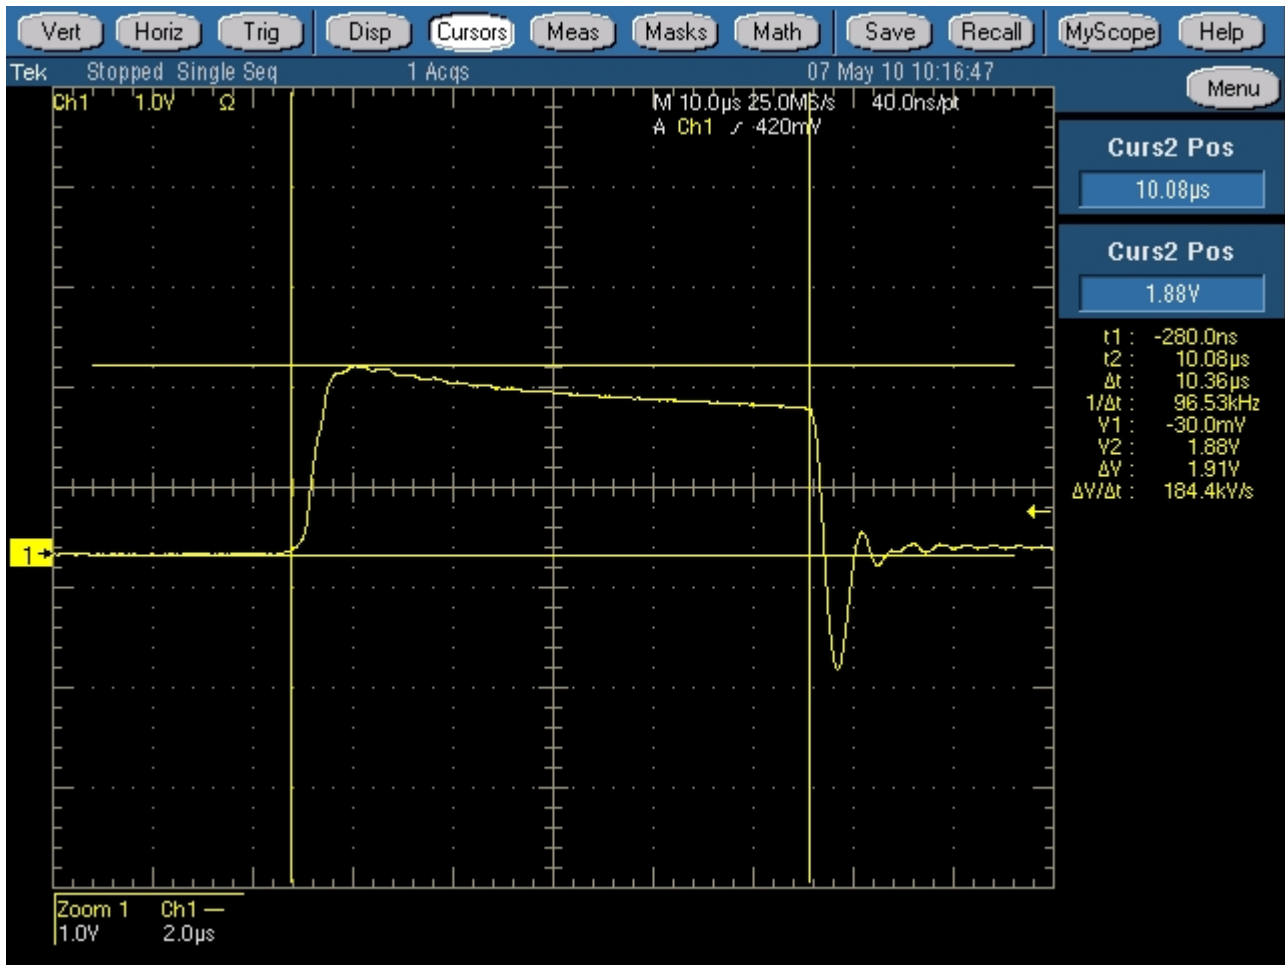 Vert Horiz Trig Disp Cursors Meas Masks Math Save Recall MyScope Help
Tek Stopped Single Seq 1 Acqs 07 May 10 10:16:47
Menu
Ch1 1.0V Ω M 10.0µs 25.0MS/s 40.0ns/pt
A Ch1 / 420mV
Curs2 Pos
10.08µs
Curs2 Pos
1.88V
t1 : -280.0ns
t2 : 10.08µs
Δt : 10.36µs
1/Δt : 96.53kHz
V1 : -30.0mV
V2 : 1.88V
ΔV : 1.91V
ΔV/Δt : 184.4kV/s
1
Zoom 1 Ch1
1.0V 2.0µs